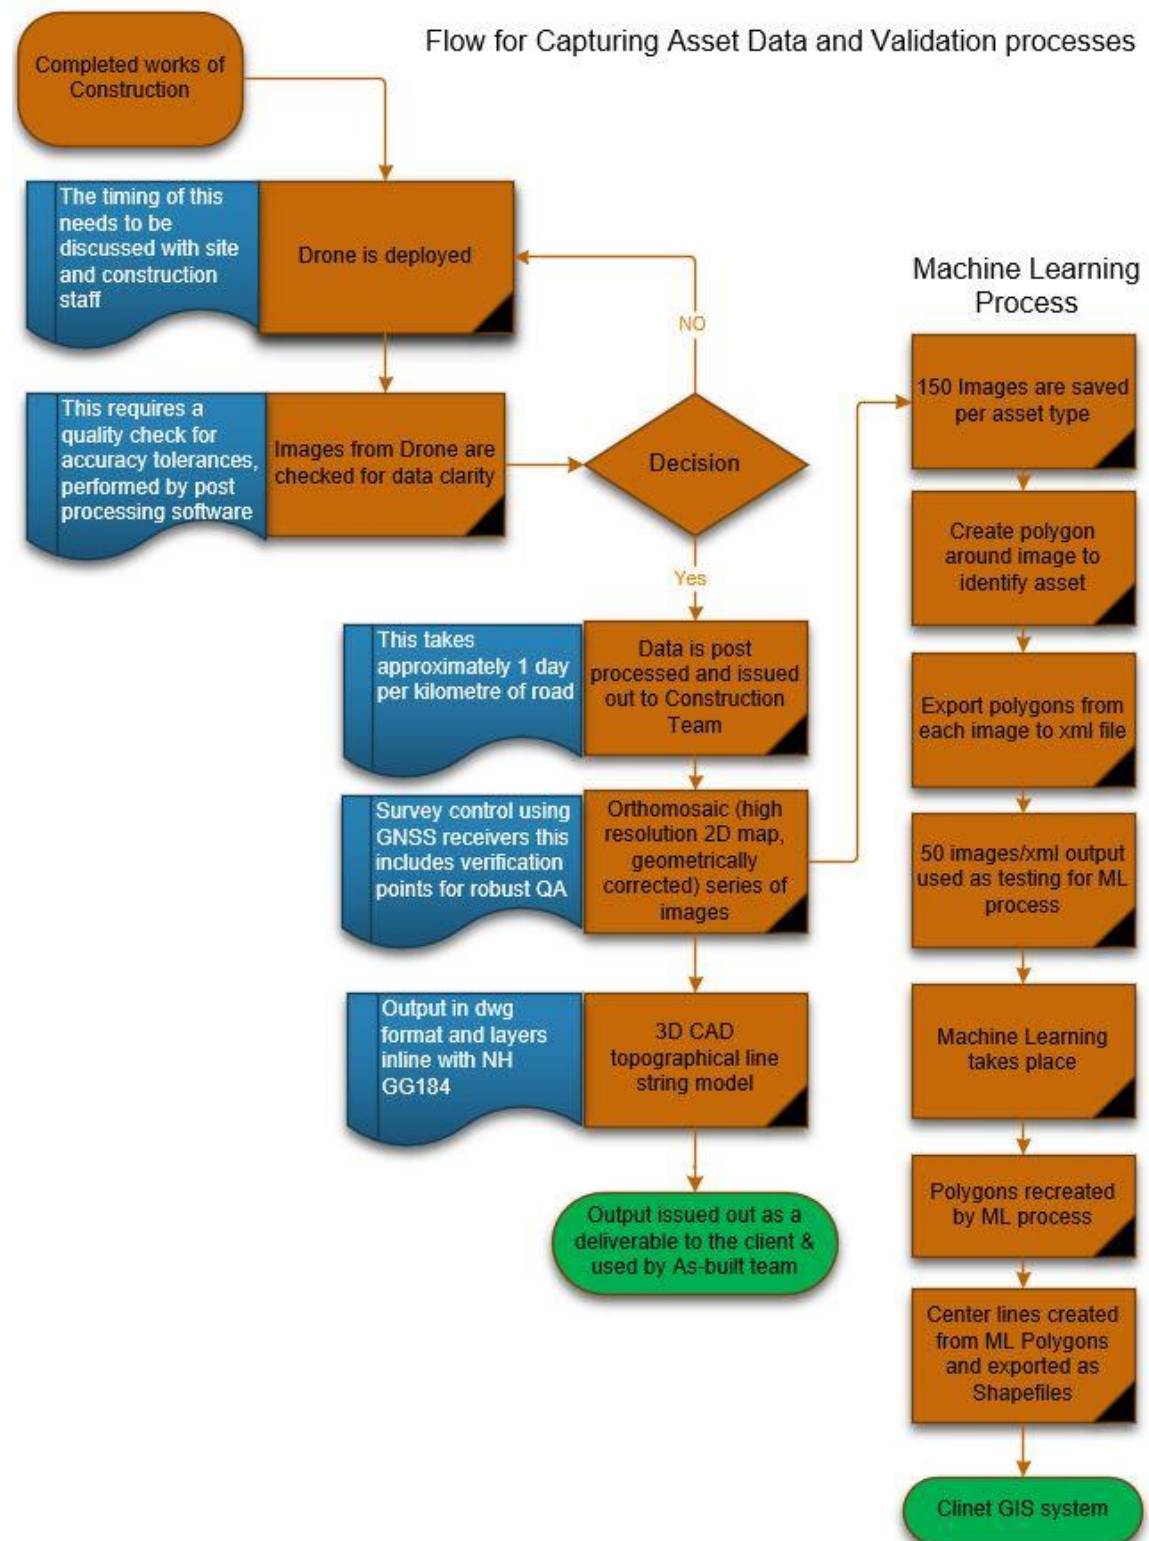 Flow for Capturing Asset Data and Validation processes
Completed works of
Construction
The timing of this
needs to be
discussed with site
and construction
staff
Drone is deployed
This requires a
quality check for
accuracy tolerances,
performed by post
processing software
Images from Drone are
checked for data clarity
Decision
NO
Yes
This takes
approximately 1 day
per kilometre of road
Data is post
processed and issued
out to Construction
Team
Survey control using
GNSS receivers this
includes verification
points for robust QA
Orthomosaic (high
resolution 2D map,
geometrically
corrected) series of
images
Output in dwg
format and layers
inline with NH
GG184
3D CAD
topographical line
string model
Output issued out as a
deliverable to the client &
used by As-built team
Machine Learning
Process
150 Images are saved
per asset type
Create polygon
around image to
identify asset
Export polygons from
each image to xml file
50 images/xml output
used as testing for ML
process
Machine Learning
takes place
Polygons recreated
by ML process
Center lines created
from ML Polygons
and exported as
Shapefiles
Clinet GIS system